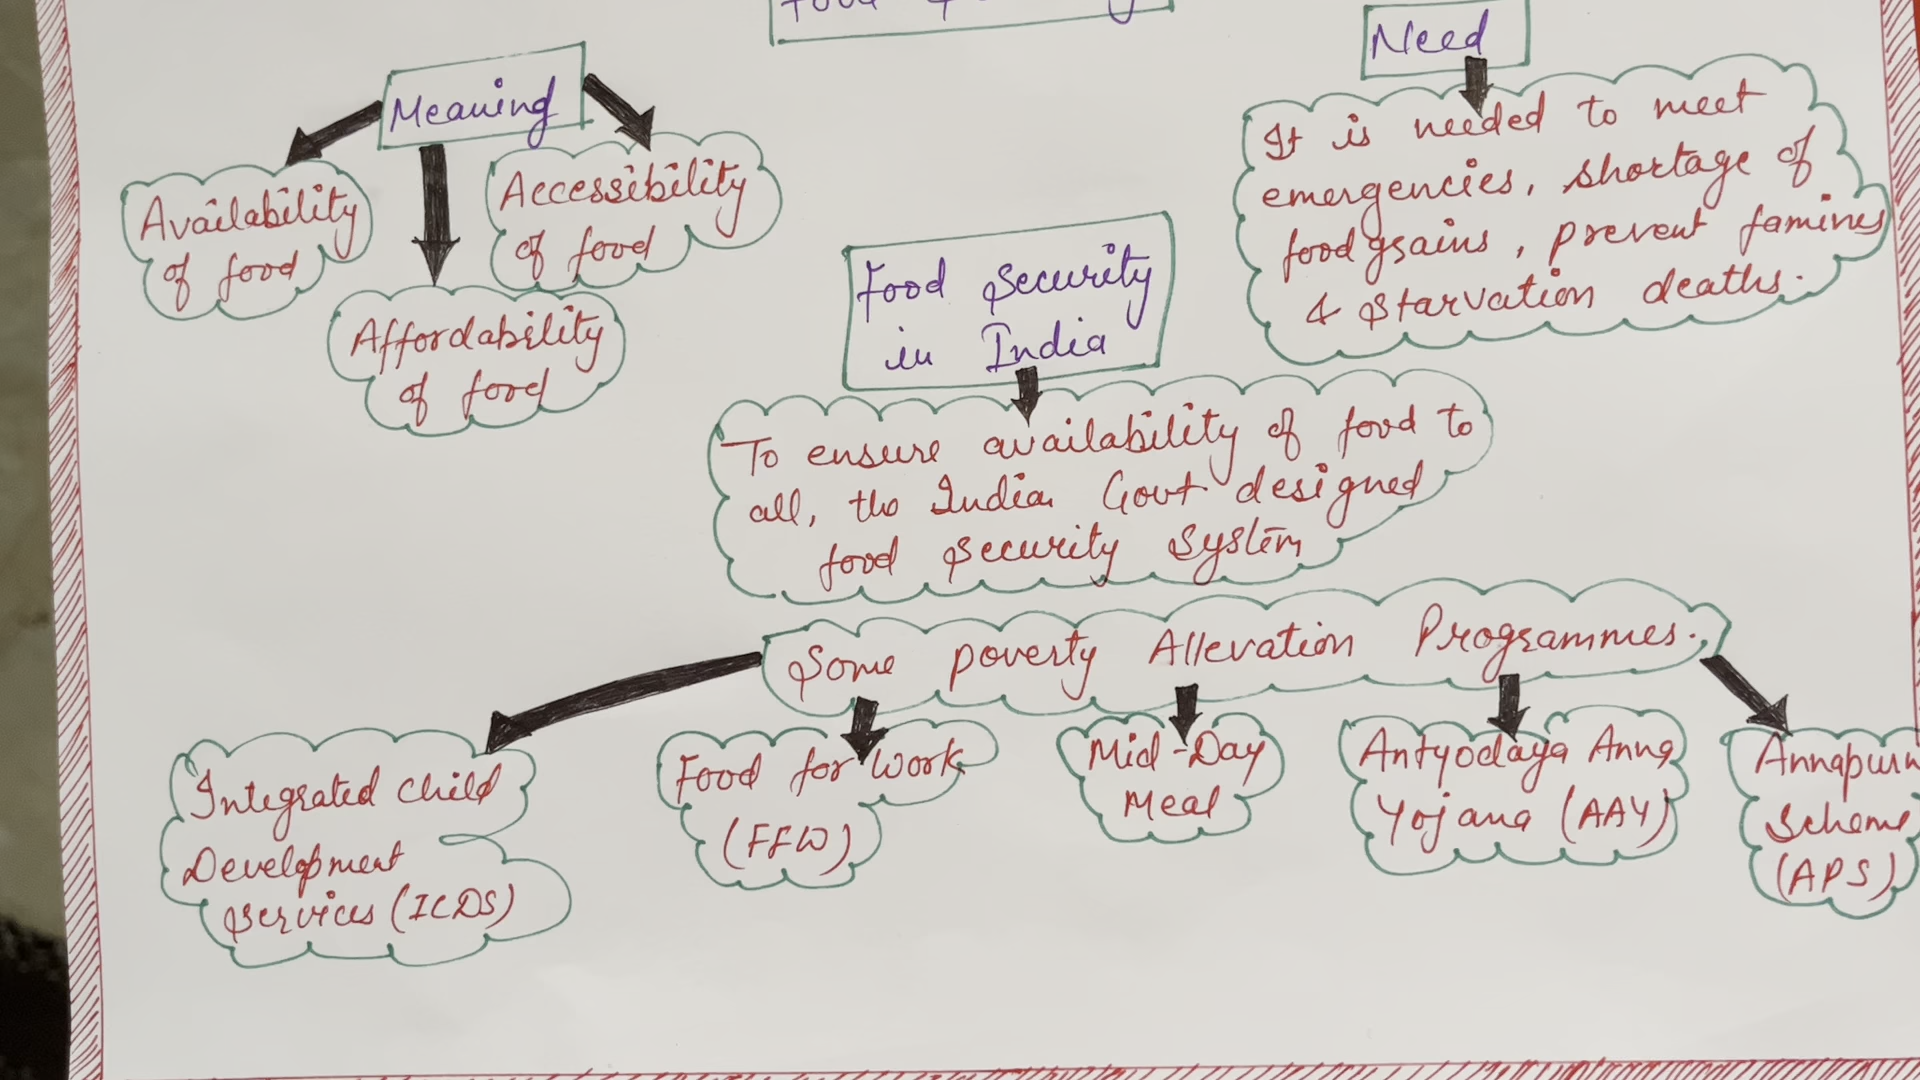 Food Security
Meaning
Availability
of food
Affordability
of food
Accessibility
of food
Need
It is needed to meet
emergencies, shortage of
foodgrains, prevent famines
& starvation deaths.
Food Security
in India
To ensure availability of food to
all, the India Govt designed
food security system
Some poverty Allevation Programmes.
Integrated child
Development
Services (ICDS)
Food for Work
(FFW)
Mid-Day
Meal
Antyodaya Anna
Yojana (AAY)
Scheme
(APS)